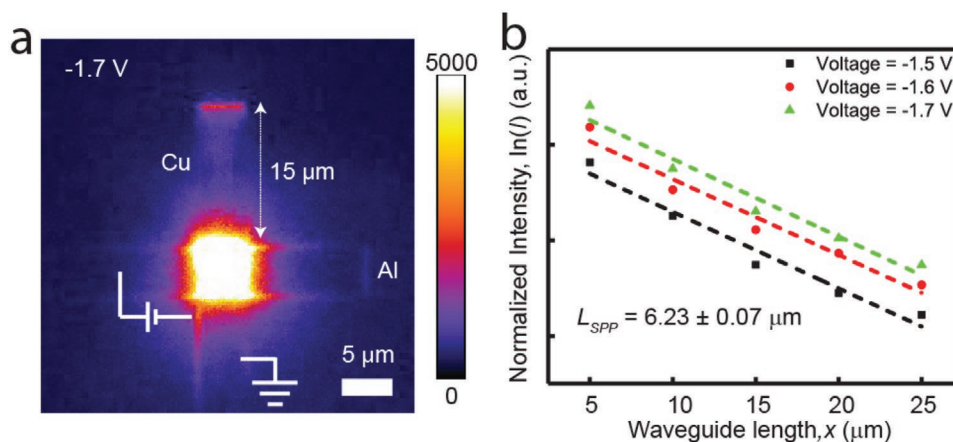 a
-1.7 V
5000
Cu
15 μm
Al
5 μm
0
b
Normalized Intensity, ln(I) (a.u.)
Voltage = -1.5 V
Voltage = -1.6 V
Voltage = -1.7 V
L_SPP = 6.23 ± 0.07 μm
5 10 15 20 25
Waveguide length, x (μm)